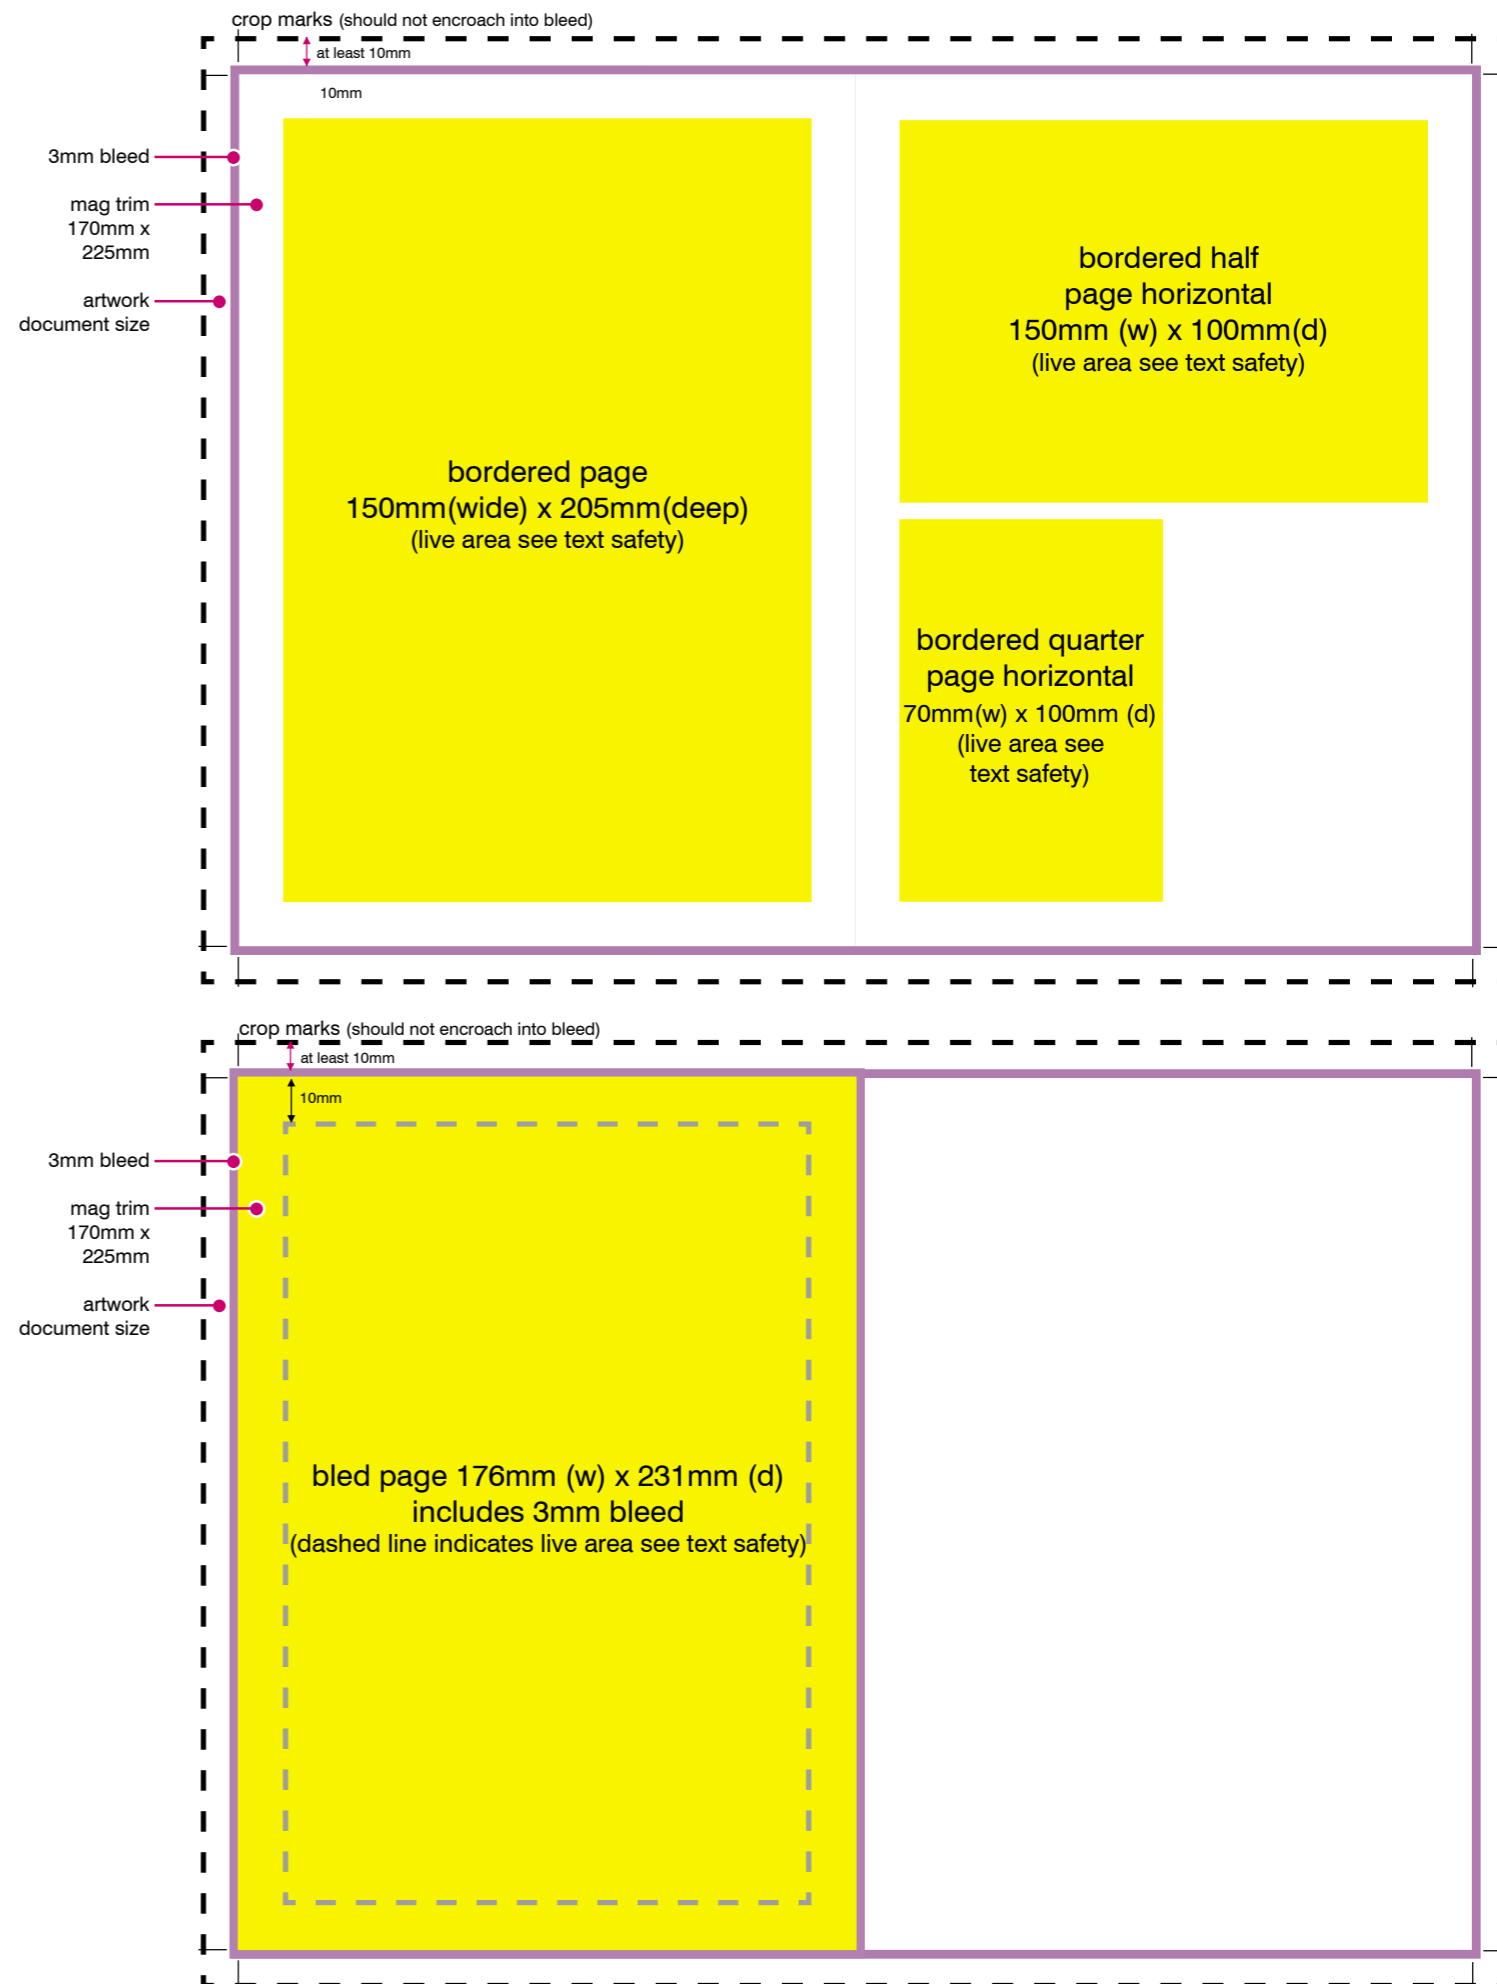 crop marks (should not encroach into bleed)
at least 10mm
10mm
3mm bleed
mag trim
170mm x
225mm
artwork
document size
bordered page
150mm(wide) x 205mm(deep)
(live area see text safety)
bordered half
page horizontal
150mm (w) x 100mm(d)
(live area see text safety)
bordered quarter
page horizontal
70mm(w) x 100mm (d)
(live area see
text safety)
crop marks (should not encroach into bleed)
at least 10mm
10mm
3mm bleed
mag trim
170mm x
225mm
artwork
document size
bled page 176mm (w) x 231mm (d)
includes 3mm bleed
(dashed line indicates live area see text safety)